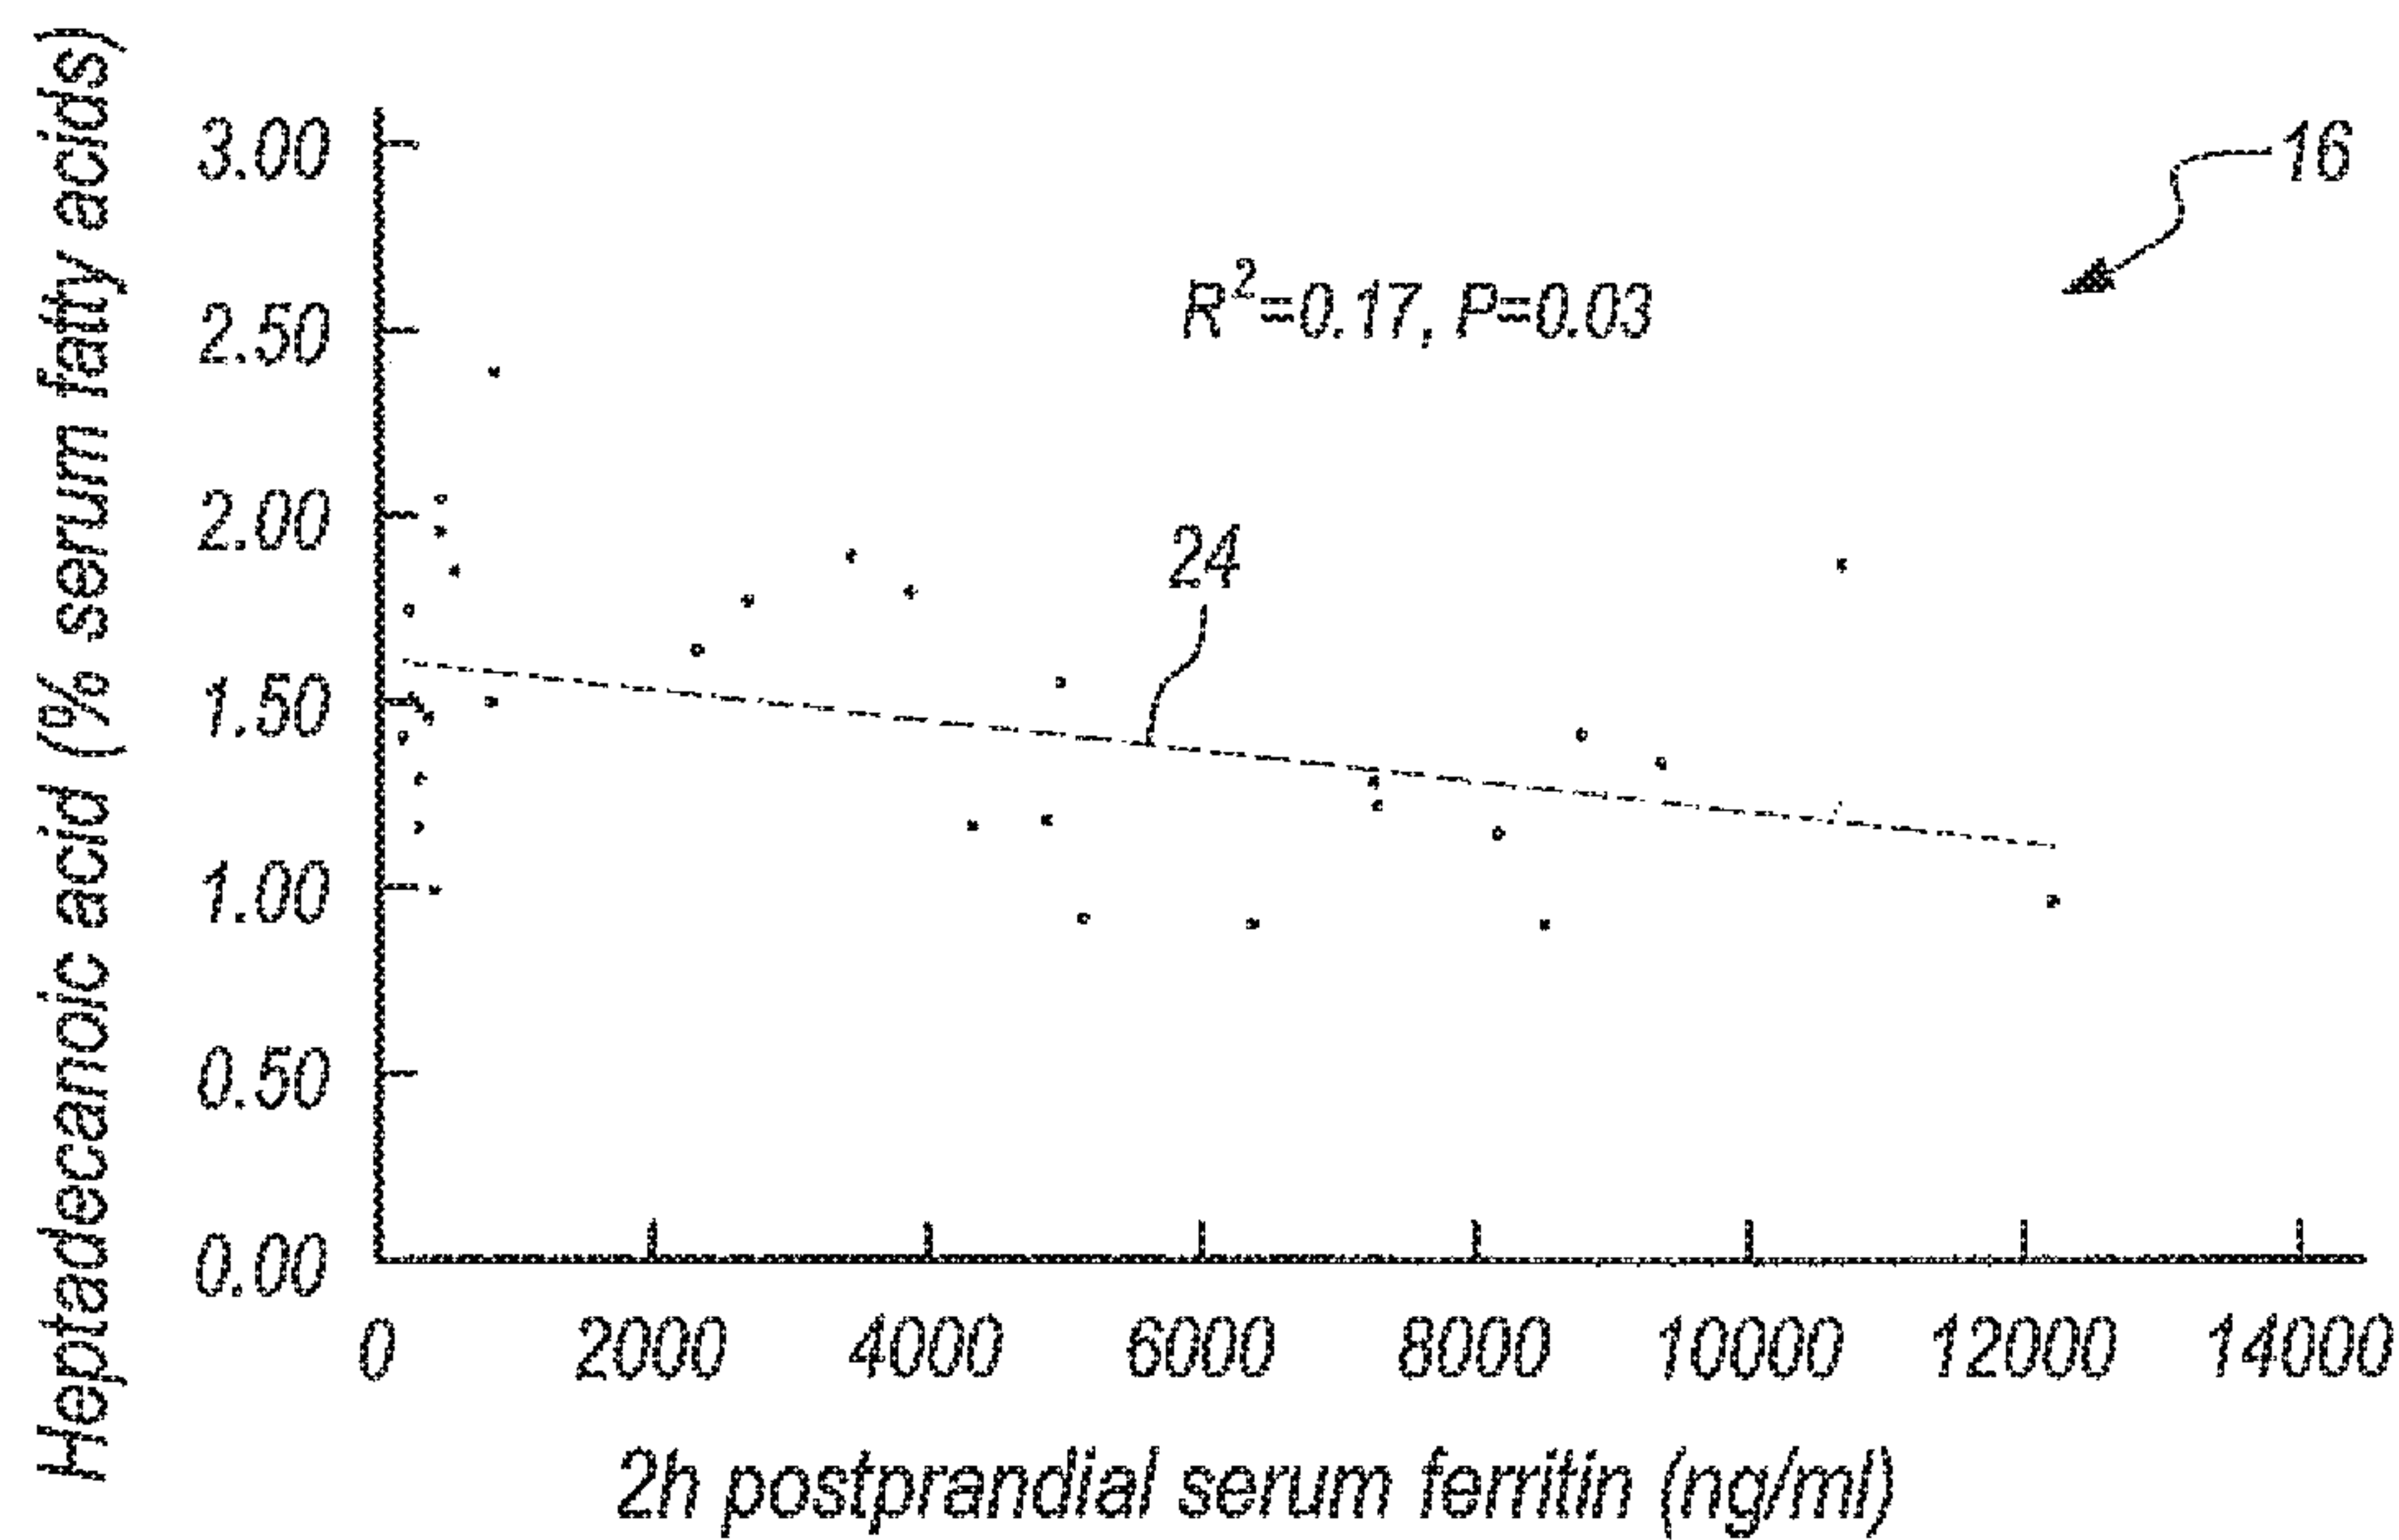 Heptadecanoic acid (% serum fatty acids)
3.00
2.50
2.00
1.50
1.00
0.50
0.00
16
R²=0.17, P=0.03
24
0 2000 4000 6000 8000 10000 12000 14000
2h postprandial serum ferritin (ng/ml)